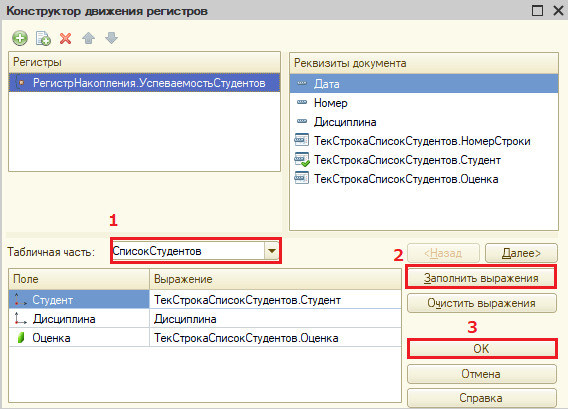 Конструктор движения регистров
Регистры
РегистрНакопления.УспеваемостьСтудентов
Реквизиты документа
Дата
Номер
Дисциплина
ТекСтрокаСписокСтудентов.НомерСтроки
ТекСтрокаСписокСтудентов.Студент
ТекСтрокаСписокСтудентов.Оценка
1
Табличная часть: СписокСтудентов
2
<Назад Далее>
Заполнить выражения
Очистить выражения
3
ОК
Отмена
Справка
Поле Выражение
Студент ТекСтрокаСписокСтудентов.Студент
Дисциплина Дисциплина
Оценка ТекСтрокаСписокСтудентов.Оценка